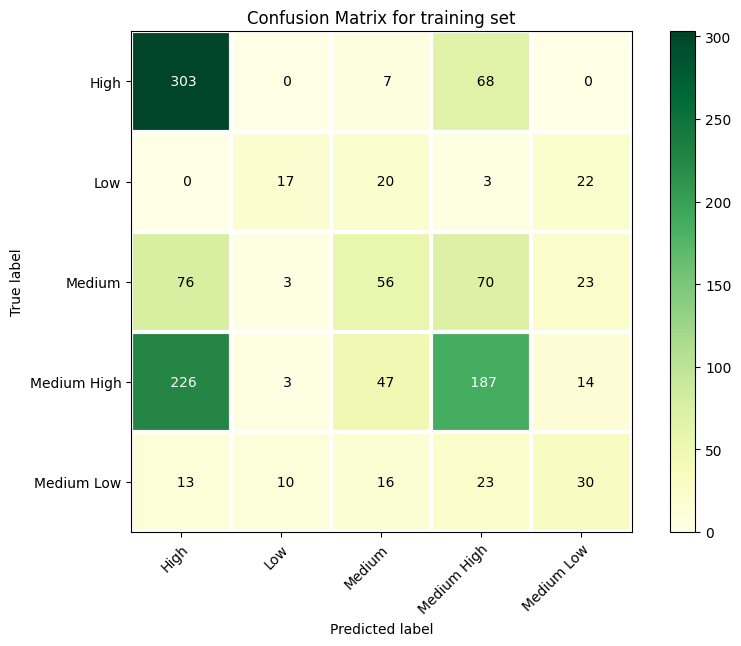 Confusion Matrix for training set
High 303 0 7 68 0
Low 0 17 20 3 22
Medium 76 3 56 70 23
Medium High 226 3 47 187 14
Medium Low 13 10 16 23 30
High Low Medium Medium High Medium Low
Predicted label
True label
300
250
200
150
100
50
0